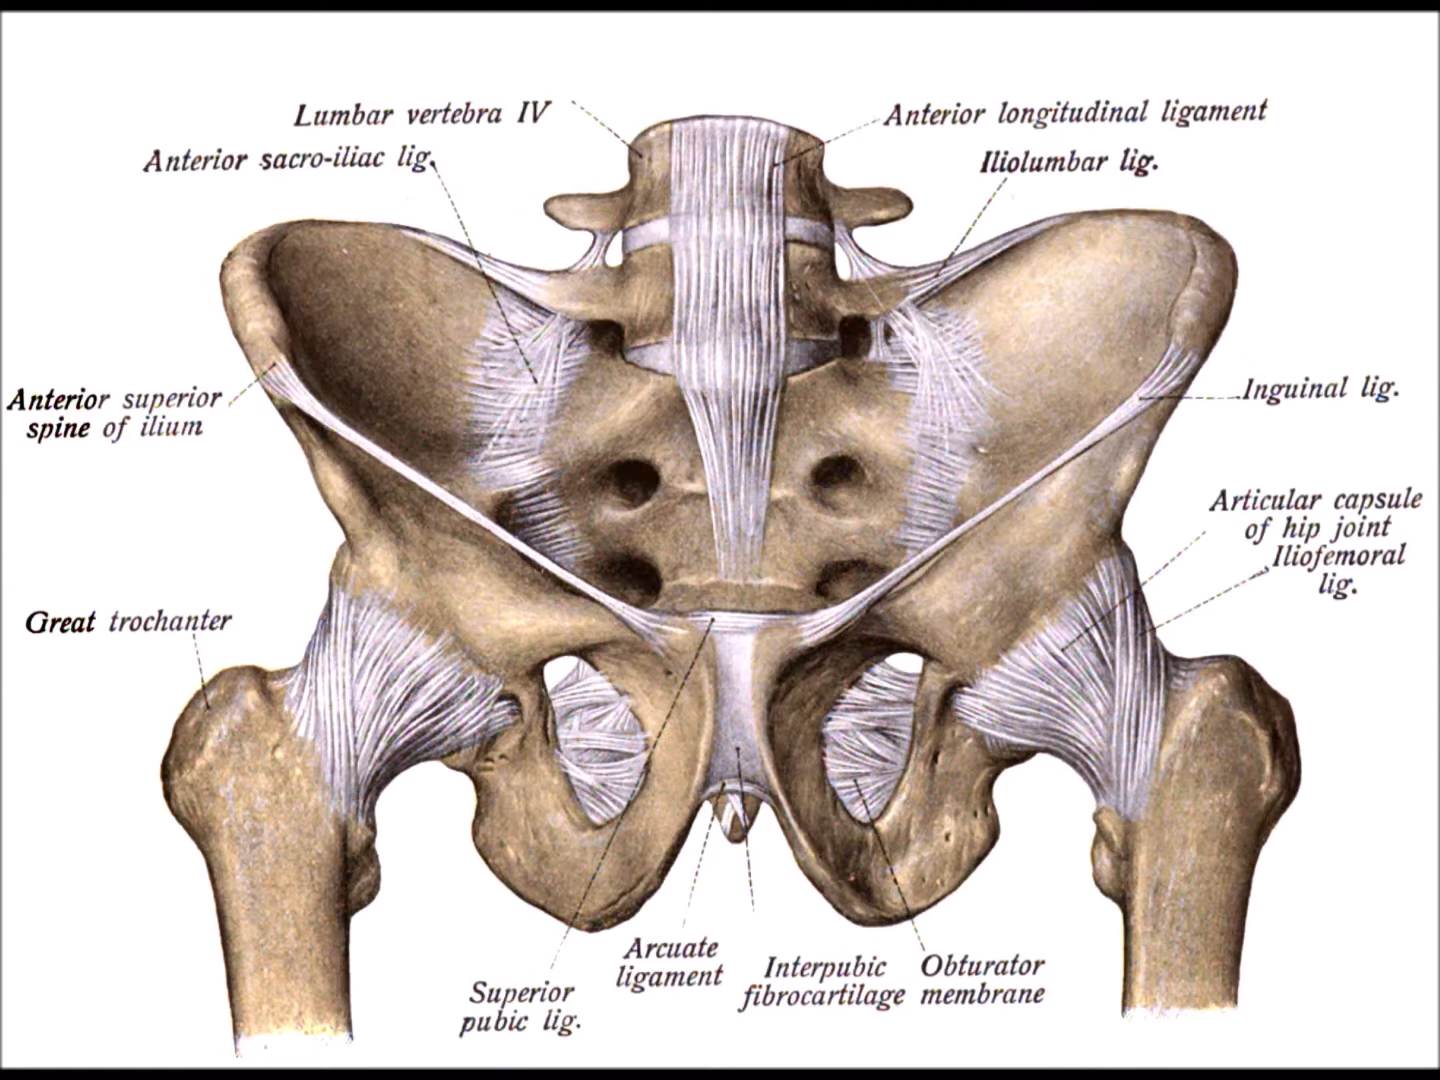 Lumbar vertebra IV
Anterior longitudinal ligament
Anterior sacro-iliac lig.
Iliolumbar lig.
Anterior superior
spine of ilium
Inguinal lig.
Articular capsule
of hip joint
Iliofemoral
lig.
Great trochanter
Arcuate
ligament
Interpubic
fibrocartilage
Obturator
membrane
Superior
pubic lig.